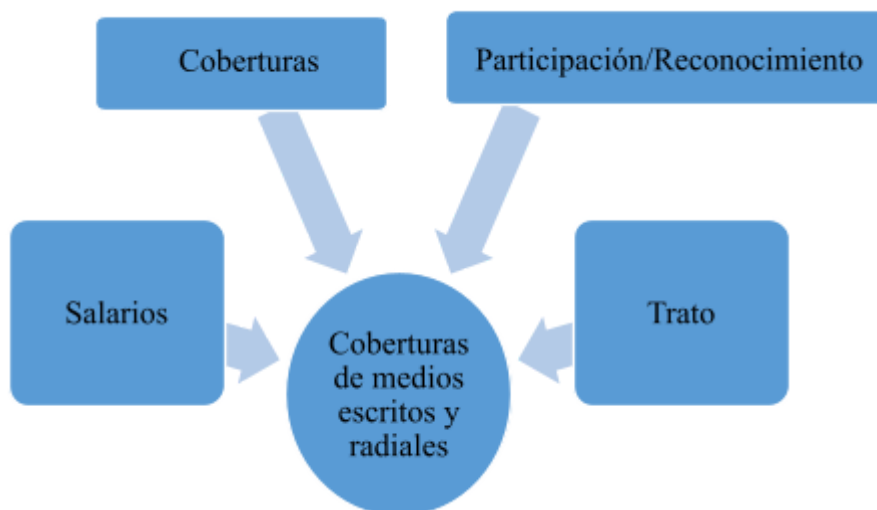 Coberturas
Participación/Reconocimiento
Salarios
Trato
Coberturas
de medios
escritos y
radiales